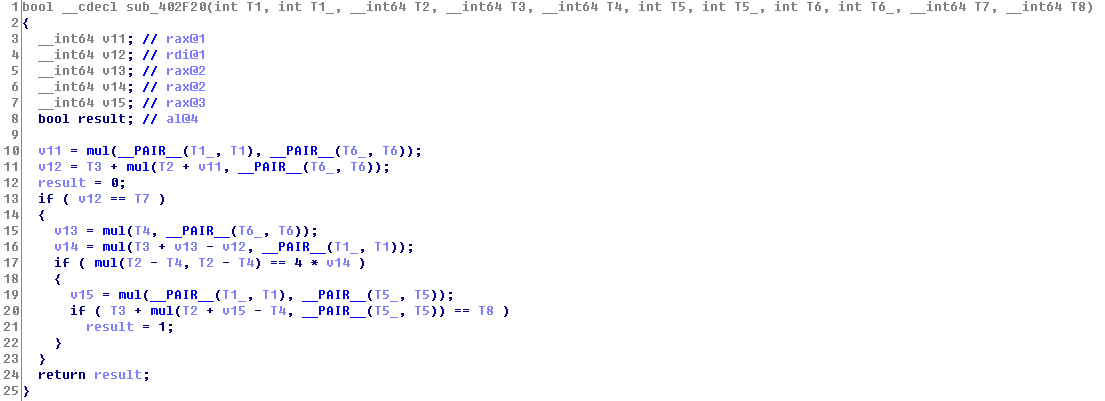 1 bool __cdecl sub_402F20(int T1, int T1_, __int64 T2, __int64 T3, __int64 T4, int T5, int T5_, int T6, int T6_, __int64 T7, __int64 T8)
2 {
3   __int64 v11; // rax@1
4   __int64 v12; // rdi@1
5   __int64 v13; // rax@2
6   __int64 v14; // rax@2
7   __int64 v15; // rax@3
8   bool result; // al@4
9
10   v11 = mul(__PAIR__(T1_, T1), __PAIR__(T6_, T6));
11   v12 = T3 + mul(T2 + v11, __PAIR__(T6_, T6));
12   result = 0;
13   if ( v12 == T7 )
14   {
15     v13 = mul(T4, __PAIR__(T6_, T6));
16     v14 = mul(T3 + v13 - v12, __PAIR__(T1_, T1));
17     if ( mul(T2 - T4, T2 - T4) == 4 * v14 )
18     {
19       v15 = mul(__PAIR__(T1_, T1), __PAIR__(T5_, T5));
20       if ( T3 + mul(T2 + v15 - T4, __PAIR__(T5_, T5)) == T8 )
21         result = 1;
22     }
23   }
24   return result;
25 }